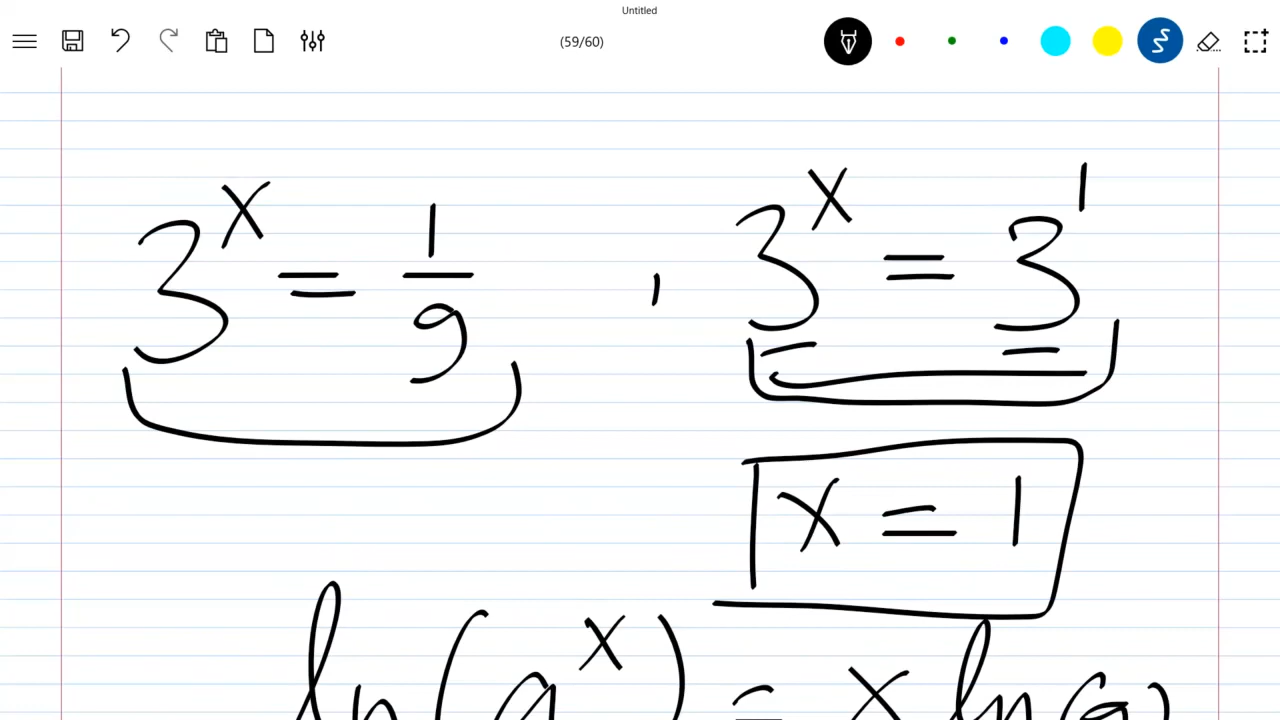 Untitled
(59/60)
3^x = 1/9 , 3^x = 3^1
x = 1
ln(a^x) = x ln(a)